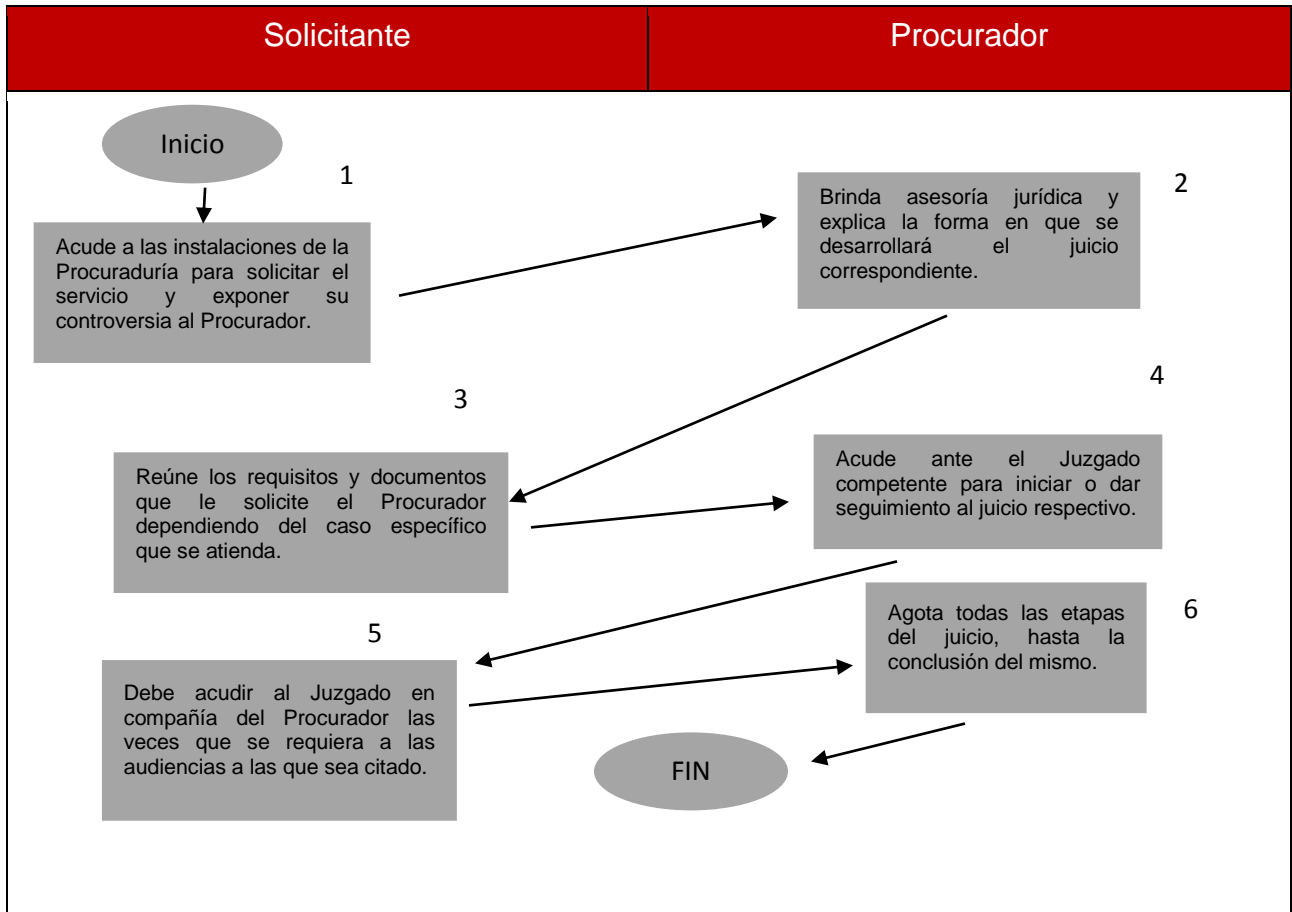 Solicitante
Procurador
Inicio
1
Acude a las instalaciones de la
Procuraduría para solicitar el
servicio y exponer su
controversia al Procurador.
2
Brinda asesoría jurídica y
explica la forma en que se
desarrollará el juicio
correspondiente.
3
Reúne los requisitos y documentos
que le solicite el Procurador
dependiendo del caso específico
que se atienda.
4
Acude ante el Juzgado
competente para iniciar o dar
seguimiento al juicio respectivo.
5
Debe acudir al Juzgado en
compañía del Procurador las
veces que se requiera a las
audiencias a las que sea citado.
6
Agota todas las etapas
del juicio, hasta la
conclusión del mismo.
FIN